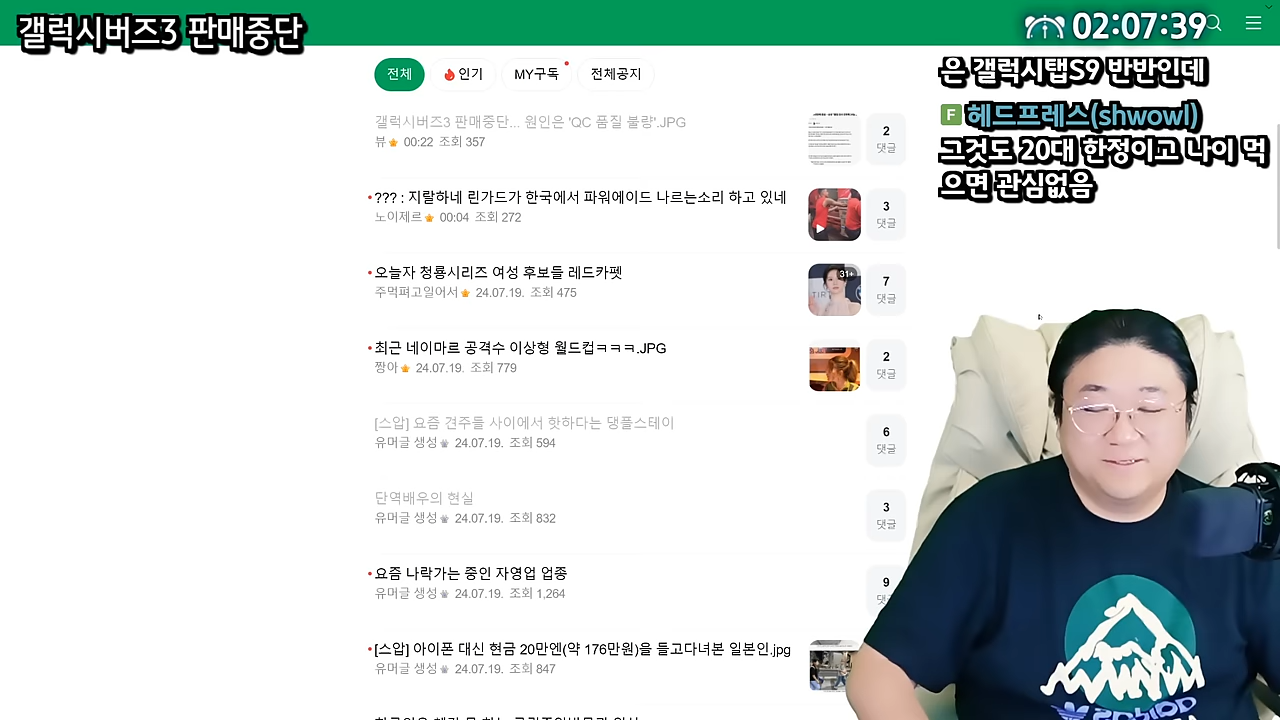 갤럭시버즈3 판매중단
02:07:39
전체
인기
MY구독
전체공지
은 갤럭시탭S9 반반인데
F 헤드프레스(shwowl)
그것도 20대 한정이고 나이 먹
으면 관심없음
갤럭시버즈3 판매중단... 원인은 'QC 품질 불량'.JPG
뷰 00:22 조회 357
2
댓글
??? : 지랄하네 린가드가 한국에서 파워에이드 나르는소리 하고 있네
노이제르 00:04 조회 272
3
댓글
오늘자 청룡시리즈 여성 후보들 레드카펫
주먹펴고일어서 24.07.19. 조회 475
31+
7
댓글
최근 네이마르 공격수 이상형 월드컵ㅋㅋㅋ.JPG
짱아 24.07.19. 조회 779
2
댓글
[스압] 요즘 견주들 사이에서 핫하다는 댕플스테이
유머글 생성 24.07.19. 조회 594
6
댓글
단역배우의 현실
유머글 생성 24.07.19. 조회 832
3
댓글
요즘 나락가는 중인 자영업 업종
유머글 생성 24.07.19. 조회 1,264
9
댓글
[스압] 아이폰 대신 현금 20만엔(약 176만원)을 들고다녀본 일본인.jpg
유머글 생성 24.07.19. 조회 847